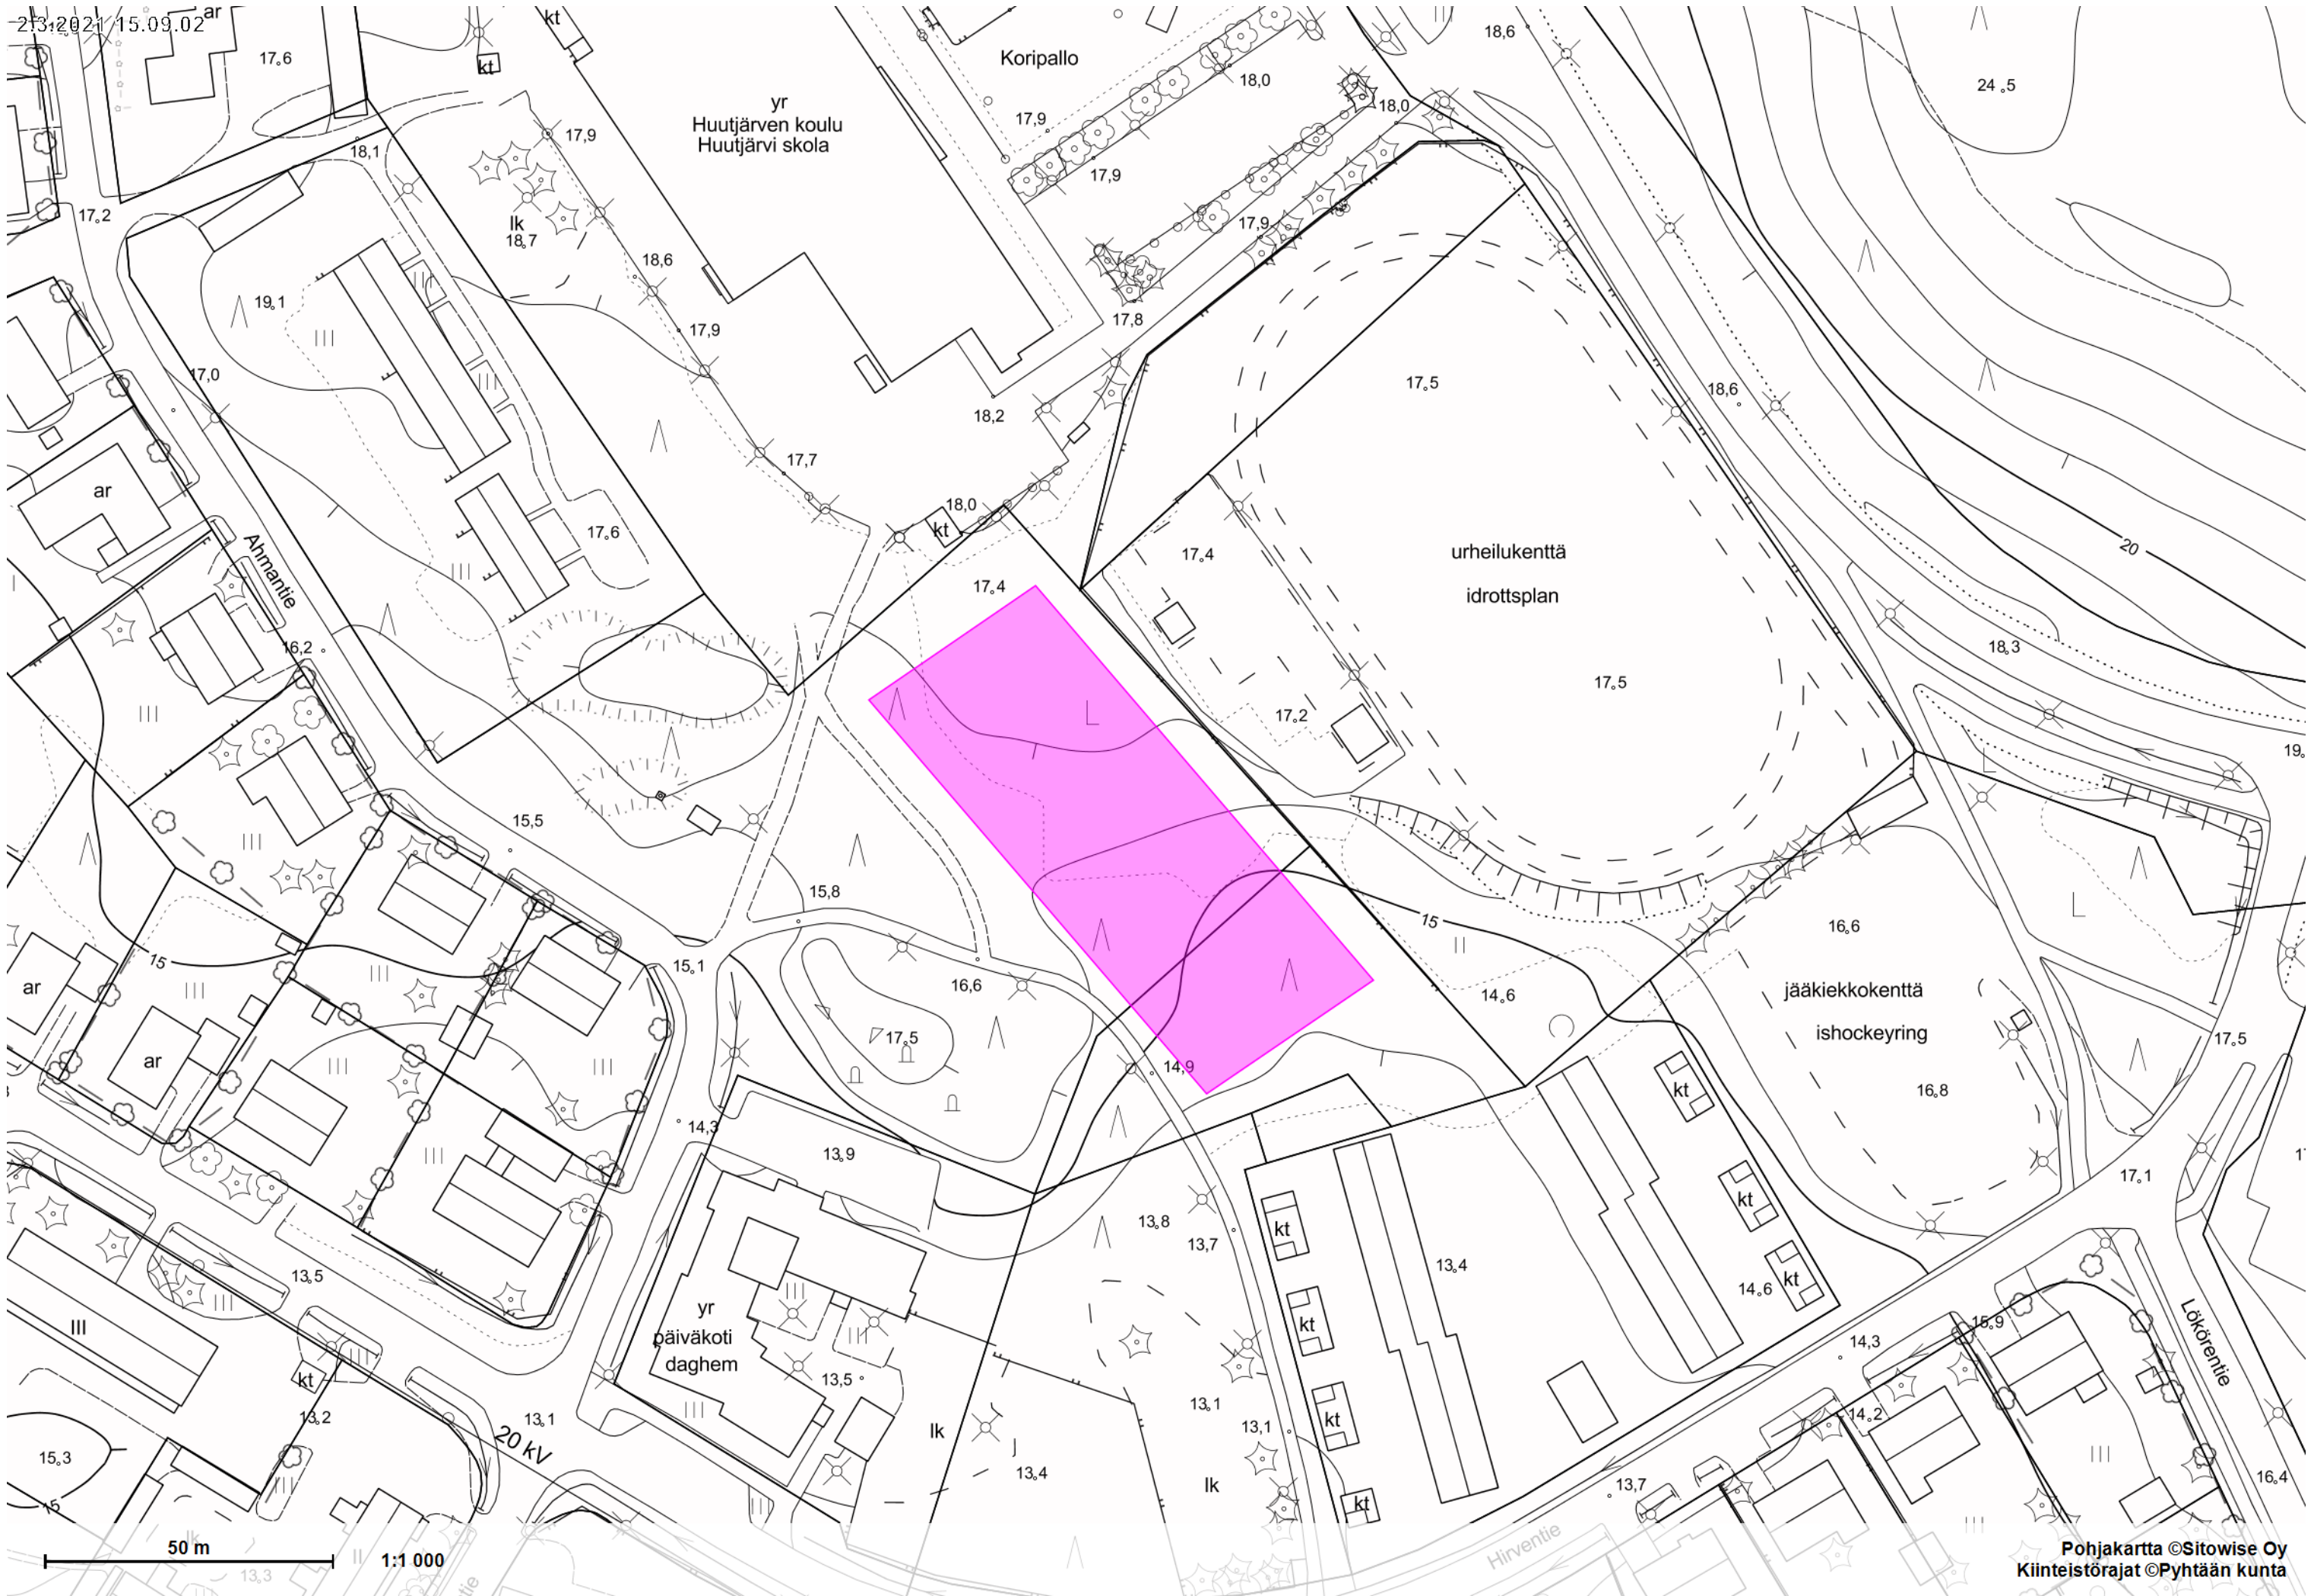 2.3.2021 15.09.02
ar
kt
17.6
kt
Koripallo
18,6
24.5
18,0
18,0
yr
Huutjärven koulu
Huutjärvi skola
17,9
17,9
18,1
17,9
17,2
lk
18.7
17,9
18,6
19.1
17,8
17,9
17,0
17.5
18,6
18,2
17,7
ar
18,0
kt
17.6
17.4
urheilukenttä
20
Ahmantie
17.4
idrottsplan
16,2
18.3
17.5
17.2
19.
15,5
15,8
15
16.6
15
15,1
ar
16,6
14.6
jääkiekkokenttä
17.5
ishockeyring
17.5
ar
14,9
kt
16.8
14,3
13.9
17.1
kt
13.8
13,7
kt
13.4
kt
14.6
13.5
yr
päiväkoti
daghem
III
kt
15.9
14,3
Lökörentie
kt
13,5
13.1
13.2
13.1
20 kV
13,1
kt
14.2
lk
15.3
13.4
lk
13,7
16.4
15
kt
lk
II
Hirventie
50 m
1:1 000
13,3
tie
Pohjakartta ©Sitowise Oy
Kiinteistörajat ©Pyhtään kunta